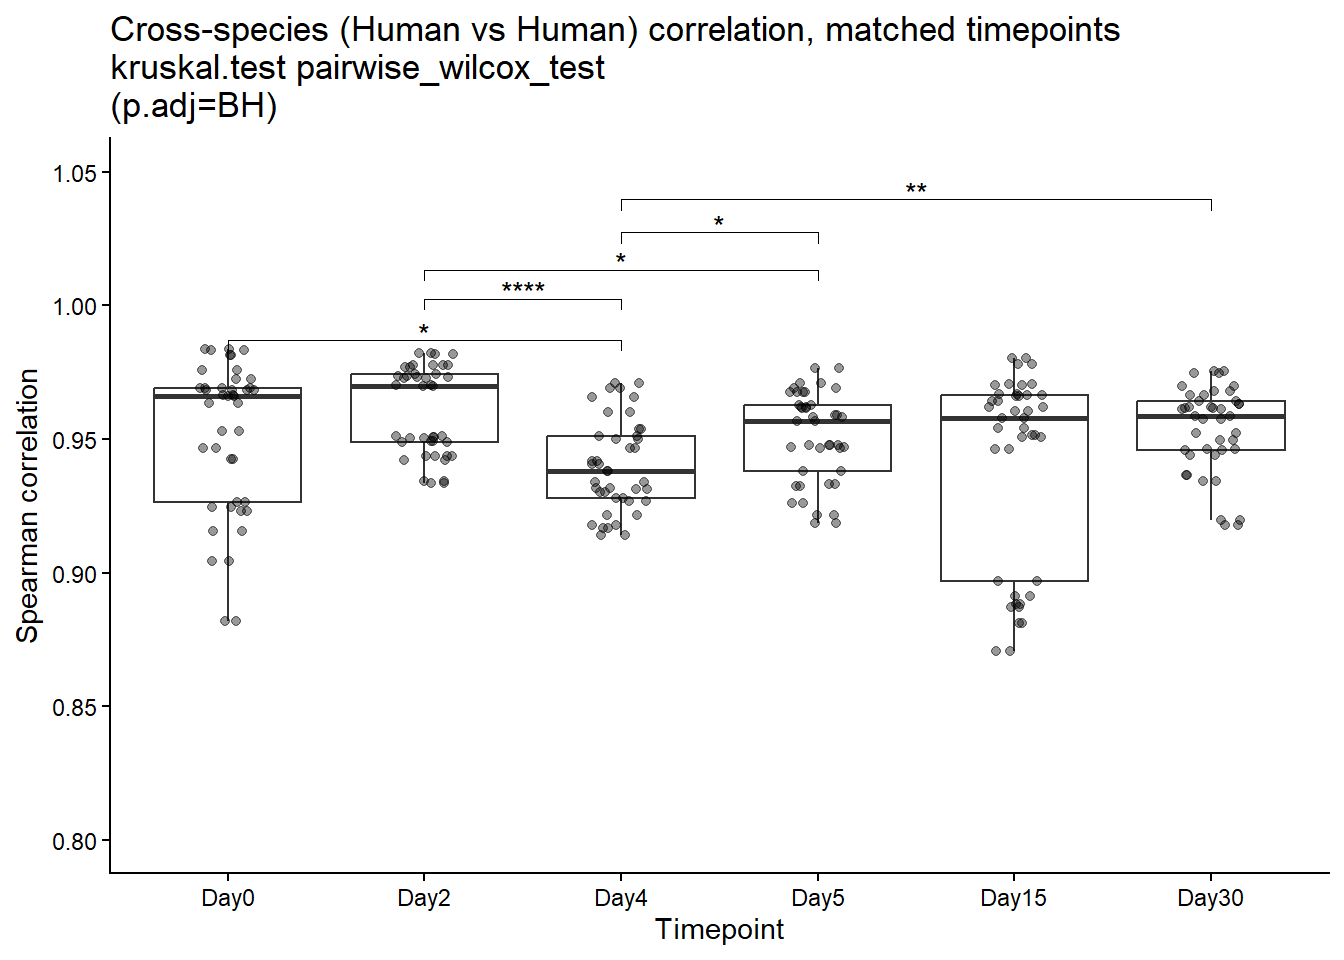 Cross-species (Human vs Human) correlation, matched timepoints
kruskal.test pairwise_wilcox_test
(p.adj=BH)
1.05
1.00
0.95
0.90
0.85
0.80
Spearman correlation
**
*
*
****
*
Day0 Day2 Day4 Day5 Day15 Day30
Timepoint